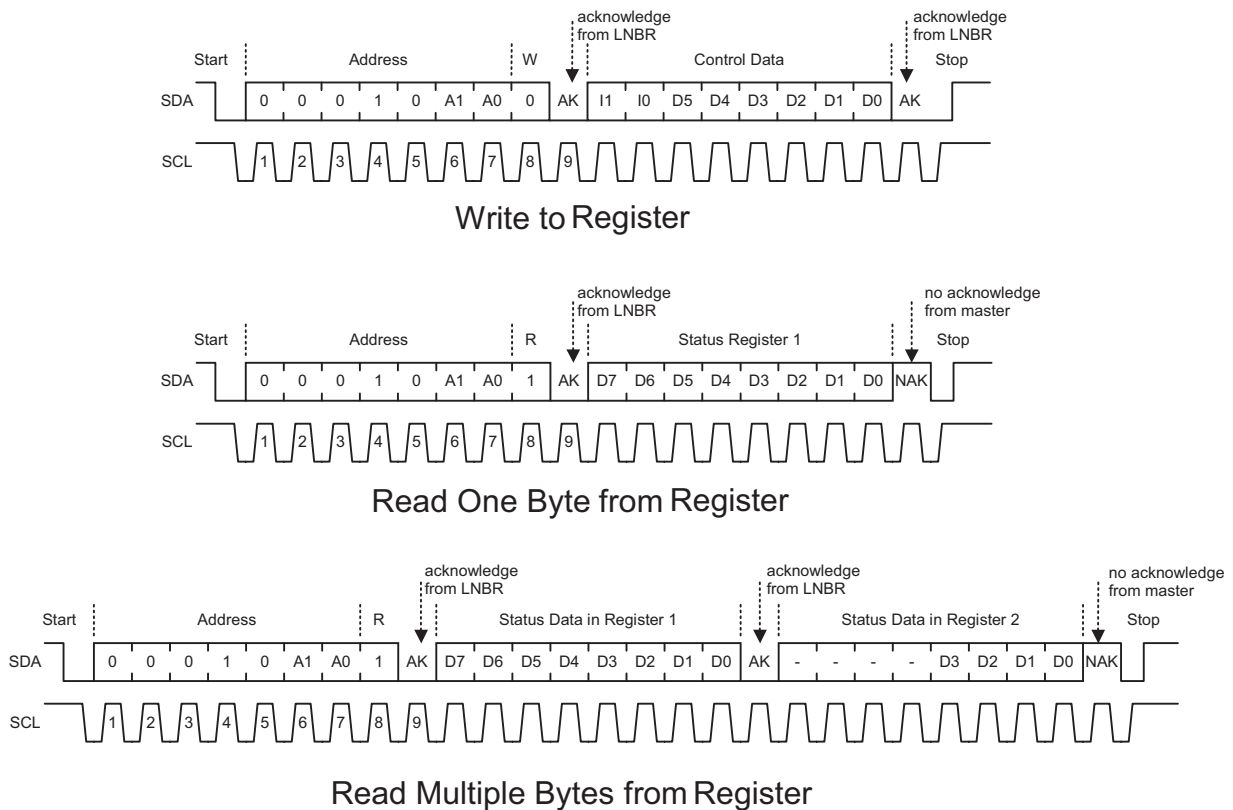 acknowledge
from LNBR
acknowledge
from LNBR
Start Address W Control Data Stop
SDA 0 0 0 1 0 A1 A0 0 AK I1 I0 D5 D4 D3 D2 D1 D0 AK
SCL 1 2 3 4 5 6 7 8 9
Write to Register
acknowledge
from LNBR
no acknowledge
from master
Start Address R Status Register 1 Stop
SDA 0 0 0 1 0 A1 A0 1 AK D7 D6 D5 D4 D3 D2 D1 D0 NAK
SCL 1 2 3 4 5 6 7 8 9
Read One Byte from Register
acknowledge
from LNBR
acknowledge
from LNBR
no acknowledge
from master
Start Address R Status Data in Register 1 Status Data in Register 2 Stop
SDA 0 0 0 1 0 A1 A0 1 AK D7 D6 D5 D4 D3 D2 D1 D0 AK - - - - D3 D2 D1 D0 NAK
SCL 1 2 3 4 5 6 7 8 9
Read Multiple Bytes from Register